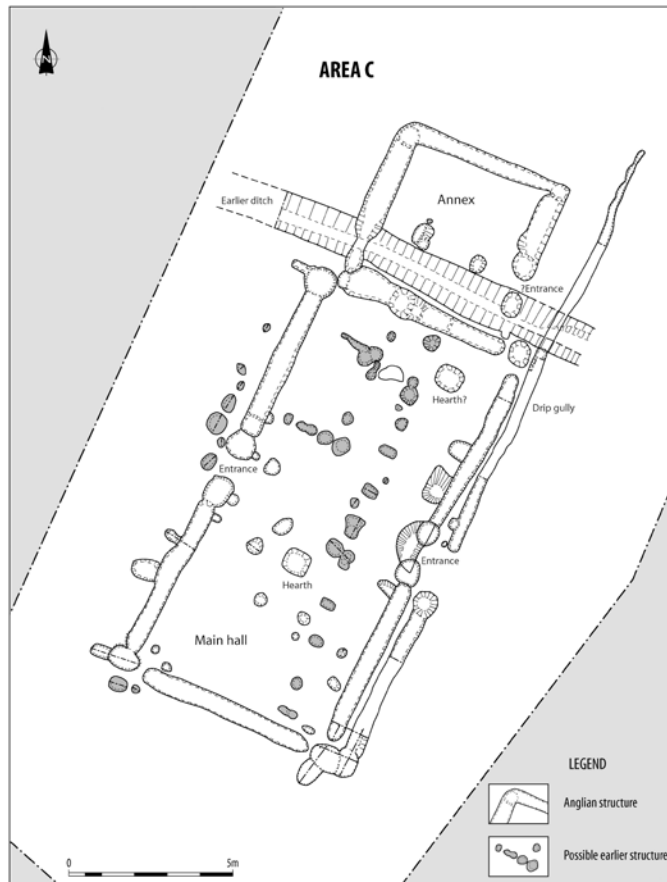 N
AREA C
Earlier ditch
Annex
?Entrance
Hearth?
Drip gully
Entrance
Entrance
Hearth
Main hall
LEGEND
Anglian structure
Possible earlier structure
0
5m